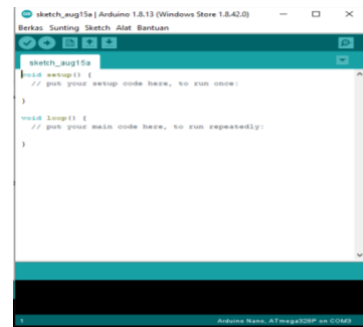 sketch_aug15a | Arduino 1.8.13 (Windows Store 1.8.42.0)
Berkas Sunting Sketch Alat Bantuan
sketch_aug15a
void setup() {
// put your setup code here, to run once:
}
void loop() {
// put your main code here, to run repeatedly:
}
1 Arduino Nano, ATmega328P on COM3